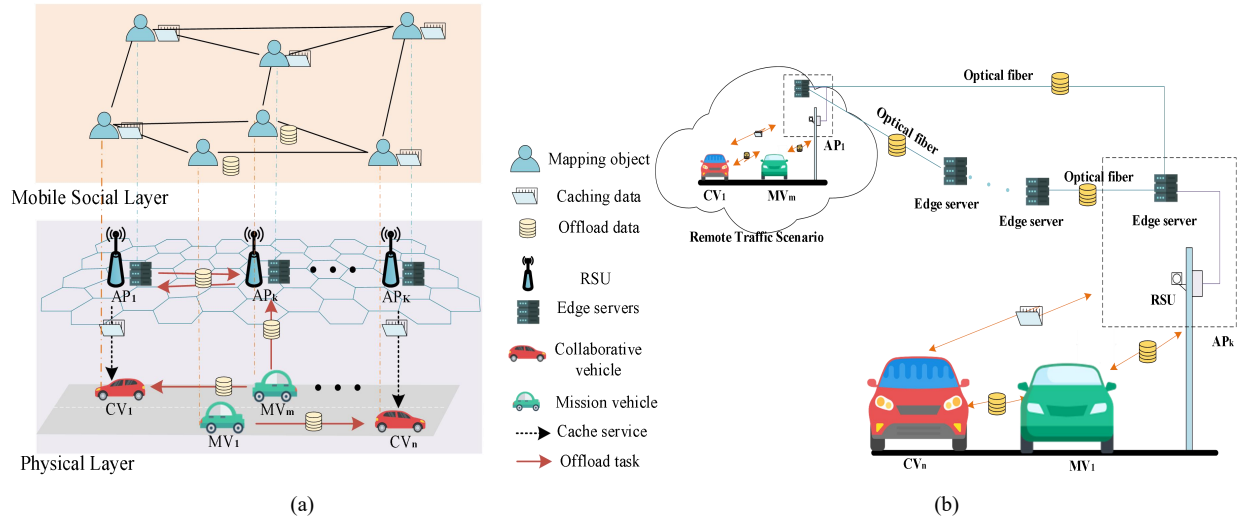 Mobile Social Layer
AP1
APk
APK
CV1
MVm
MV1
CVn
Physical Layer
(a)
Mapping object
Caching data
Offload data
RSU
Edge servers
Collaborative
vehicle
Mission vehicle
Cache service
Offload task
Optical fiber
Optical fiber
AP1
CV1
MVm
Remote Traffic Scenario
Edge server
Edge server
Optical fiber
Edge server
RSU
APk
CVn
MV1
(b)